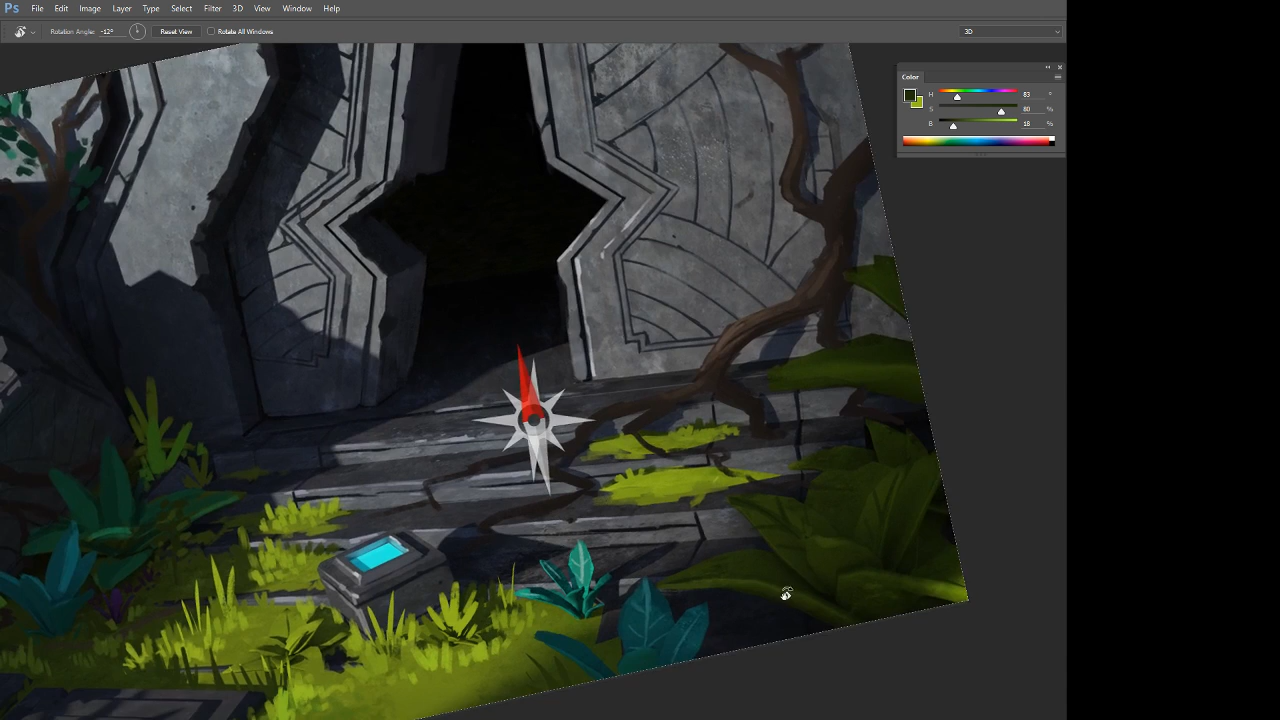 Ps File Edit Image Layer Type Select Filter 3D View Window Help
Rotation Angle: -12° Reset View Rotate All Windows 3D
Color
H 83 °
S 80 %
B 18 %